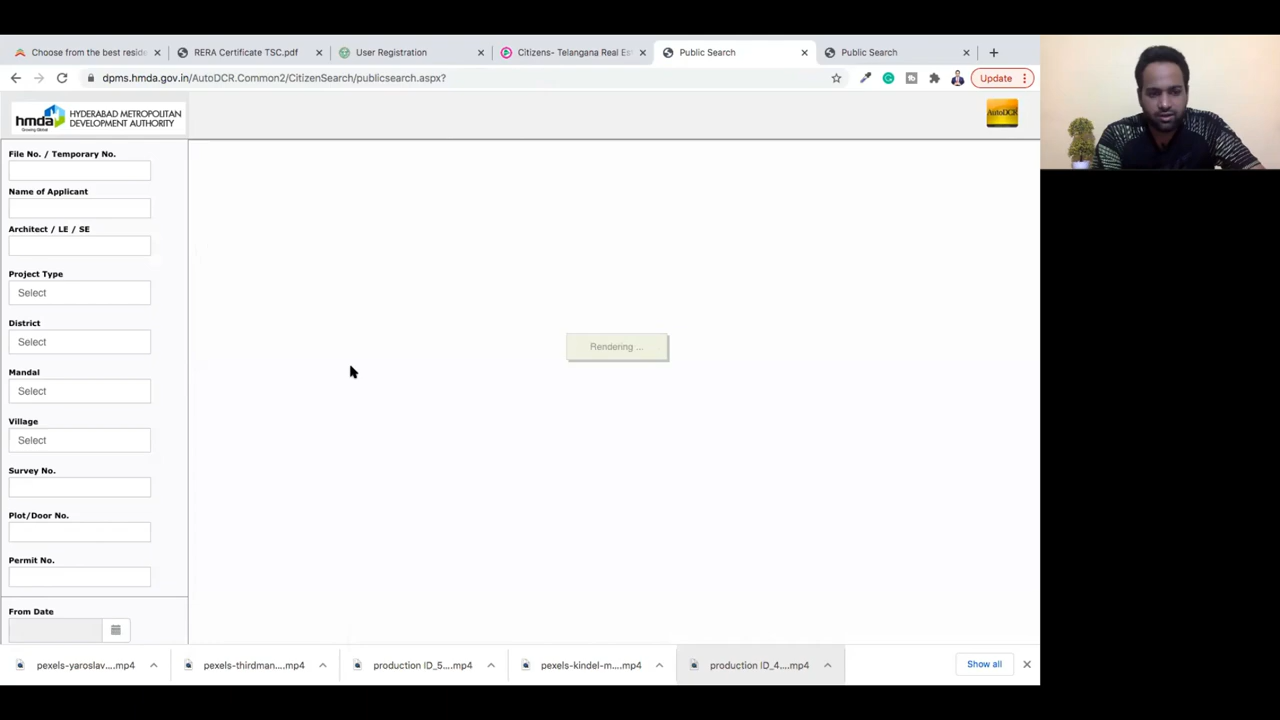 Choose from the best reside
RERA Certificate TSC.pdf
User Registration
Citizens- Telangana Real Es
Public Search
Public Search
dpms.hmda.gov.in/AutoDCR.Common2/CitizenSearch/publicsearch.aspx?
Update
hmda
Growing Global
HYDERABAD METROPOLITAN
DEVELOPMENT AUTHORITY
AutoDCR
File No. / Temporary No.
Name of Applicant
Architect / LE / SE
Project Type
Select
District
Select
Mandal
Select
Village
Select
Survey No.
Plot/Door No.
Permit No.
From Date
Rendering ...
pexels-yaroslav....mp4
pexels-thirdman....mp4
production ID_5....mp4
pexels-kindel-m....mp4
production ID_4....mp4
Show all